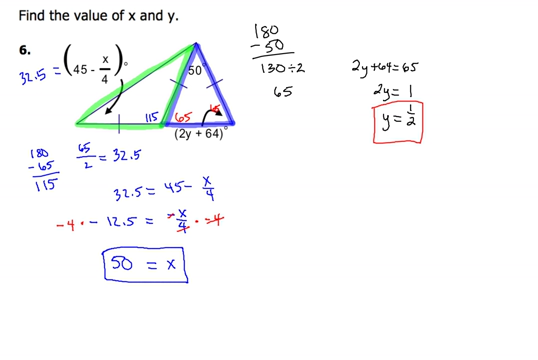 Find the value of x and y.
6.
32.5 = (45 - x/4)°
50°
115
65
65
(2y + 64)°
180
- 50
130 ÷ 2
65
2y + 64 = 65
2y = 1
y = 1/2
180
- 65
115
65/2 = 32.5
32.5 = 45 - x/4
-4 • - 12.5 = - x/4 • -4
50 = x